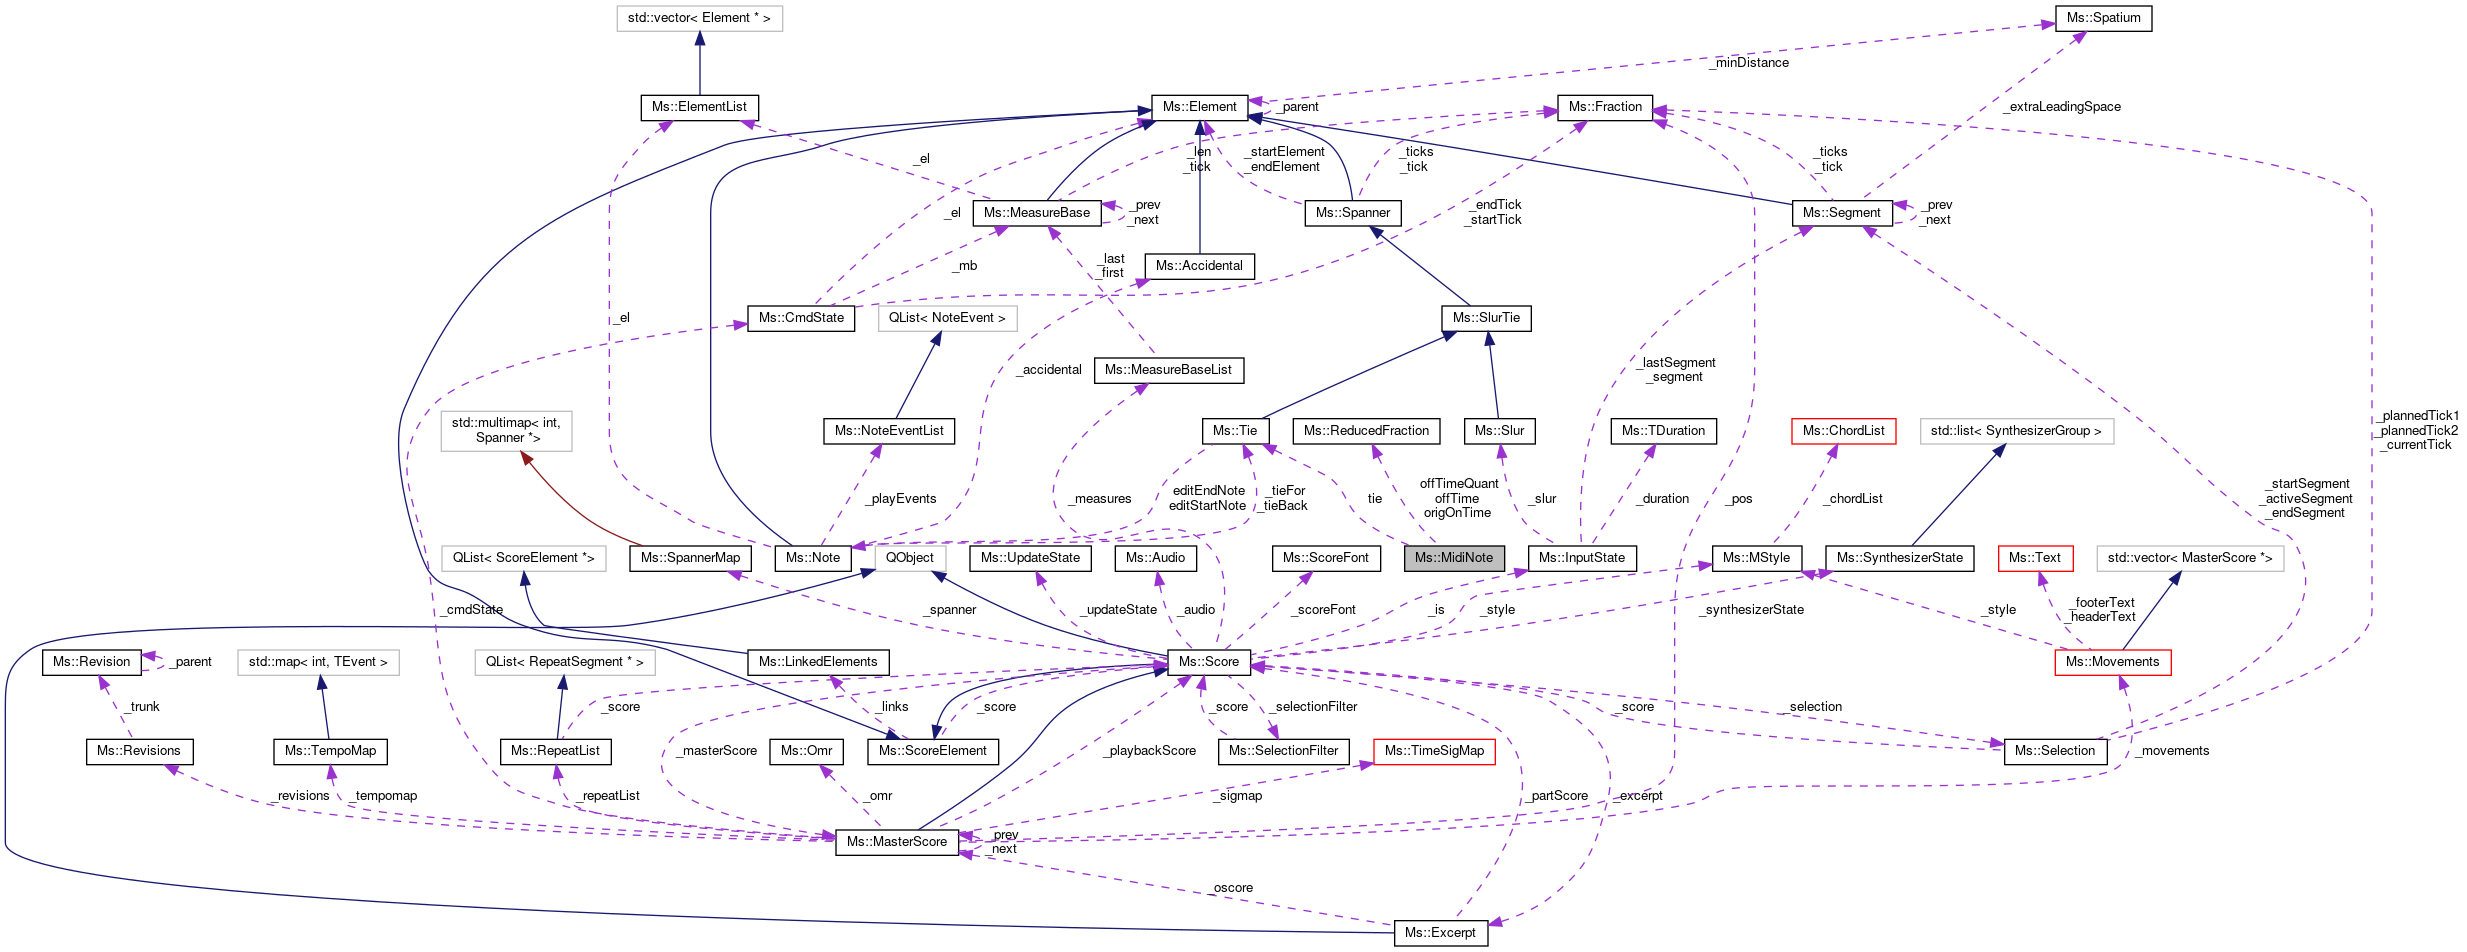 std::vector< Element * >
Ms::Spatium
_minDistance
Ms::ElementList
Ms::Element
_parent
Ms::Fraction
_extraLeadingSpace
_el
_len
_tick
_startElement
_endElement
_ticks
_tick
_ticks
_tick
_el
Ms::MeasureBase
_prev
_next
Ms::Spanner
_endTick
_startTick
Ms::Segment
_prev
_next
_mb
_last
_first
Ms::Accidental
_el
Ms::CmdState
QList< NoteEvent >
Ms::SlurTie
_accidental
Ms::MeasureBaseList
_lastSegment
_segment
std::multimap< int,
Spanner *>
Ms::NoteEventList
Ms::Tie
Ms::ReducedFraction
Ms::Slur
Ms::TDuration
Ms::ChordList
std::list< SynthesizerGroup >
_plannedTick1
_plannedTick2
_currentTick
_playEvents
_measures
editEndNote
editStartNote
_tieFor
_tieBack
tie
offTimeQuant
offTime
origOnTime
_slur
_duration
_pos
_chordList
_startSegment
_activeSegment
_endSegment
QList< ScoreElement *>
Ms::SpannerMap
Ms::Note
QObject
Ms::UpdateState
Ms::Audio
Ms::ScoreFont
Ms::MidiNote
Ms::InputState
Ms::MStyle
Ms::SynthesizerState
Ms::Text
std::vector< MasterScore *>
_cmdState
_spanner
_updateState
_audio
_scoreFont
_is
_style
_synthesizerState
_style
_footerText
_headerText
Ms::Revision
_parent
std::map< int, TEvent >
QList< RepeatSegment * >
Ms::LinkedElements
Ms::Score
Ms::Movements
_trunk
_score
_links
_score
_score
_selectionFilter
_score
_selection
Ms::Revisions
Ms::TempoMap
Ms::RepeatList
_masterScore
Ms::Omr
Ms::ScoreElement
_playbackScore
Ms::SelectionFilter
Ms::TimeSigMap
Ms::Selection
_movements
_revisions
_tempomap
_repeatList
_omr
_sigmap
_partScore
_excerpt
Ms::MasterScore
_prev
_next
_oscore
Ms::Excerpt